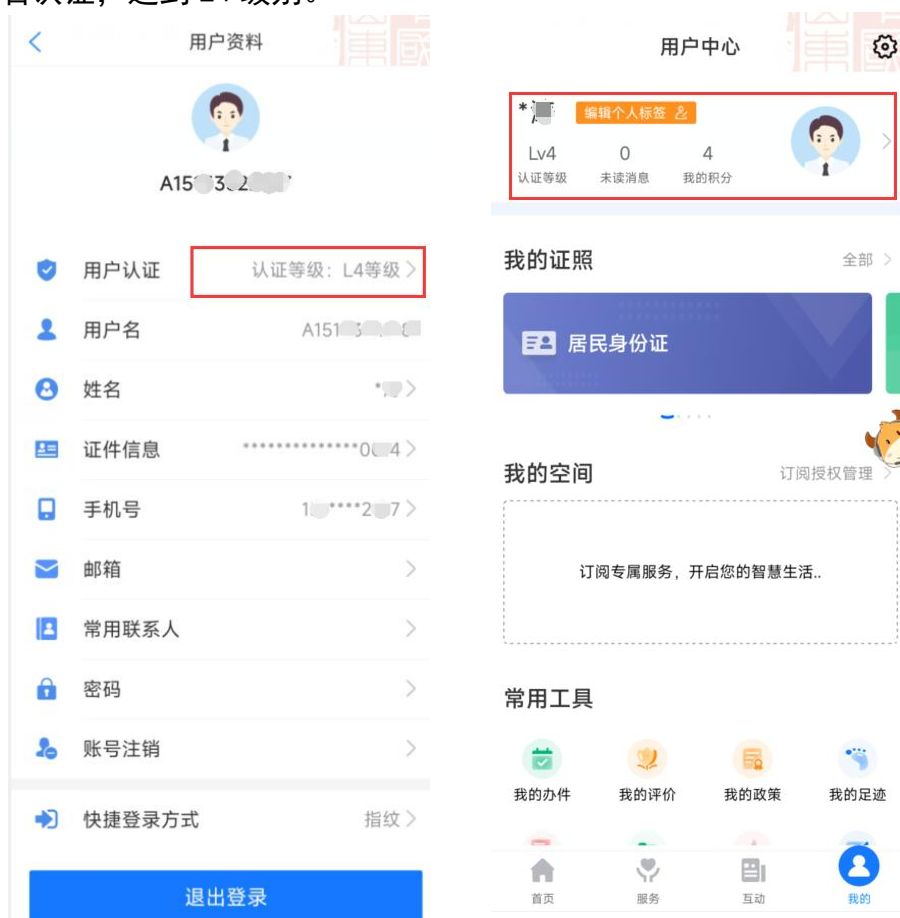 用户资料
认证等级：L4等级
用户认证
用户名
姓名
证件信息
手机号
邮箱
常用联系人
密码
账号注销
快捷登录方式
指纹
退出登录
用户中心
编辑个人标签
Lv4
0
4
认证等级
未读消息
我的积分
我的证照
全部
居民身份证
我的空间
订阅授权管理
订阅专属服务，开启您的智慧生活..
常用工具
我的办件
我的评价
我的政策
我的足迹
首页
服务
互动
我的